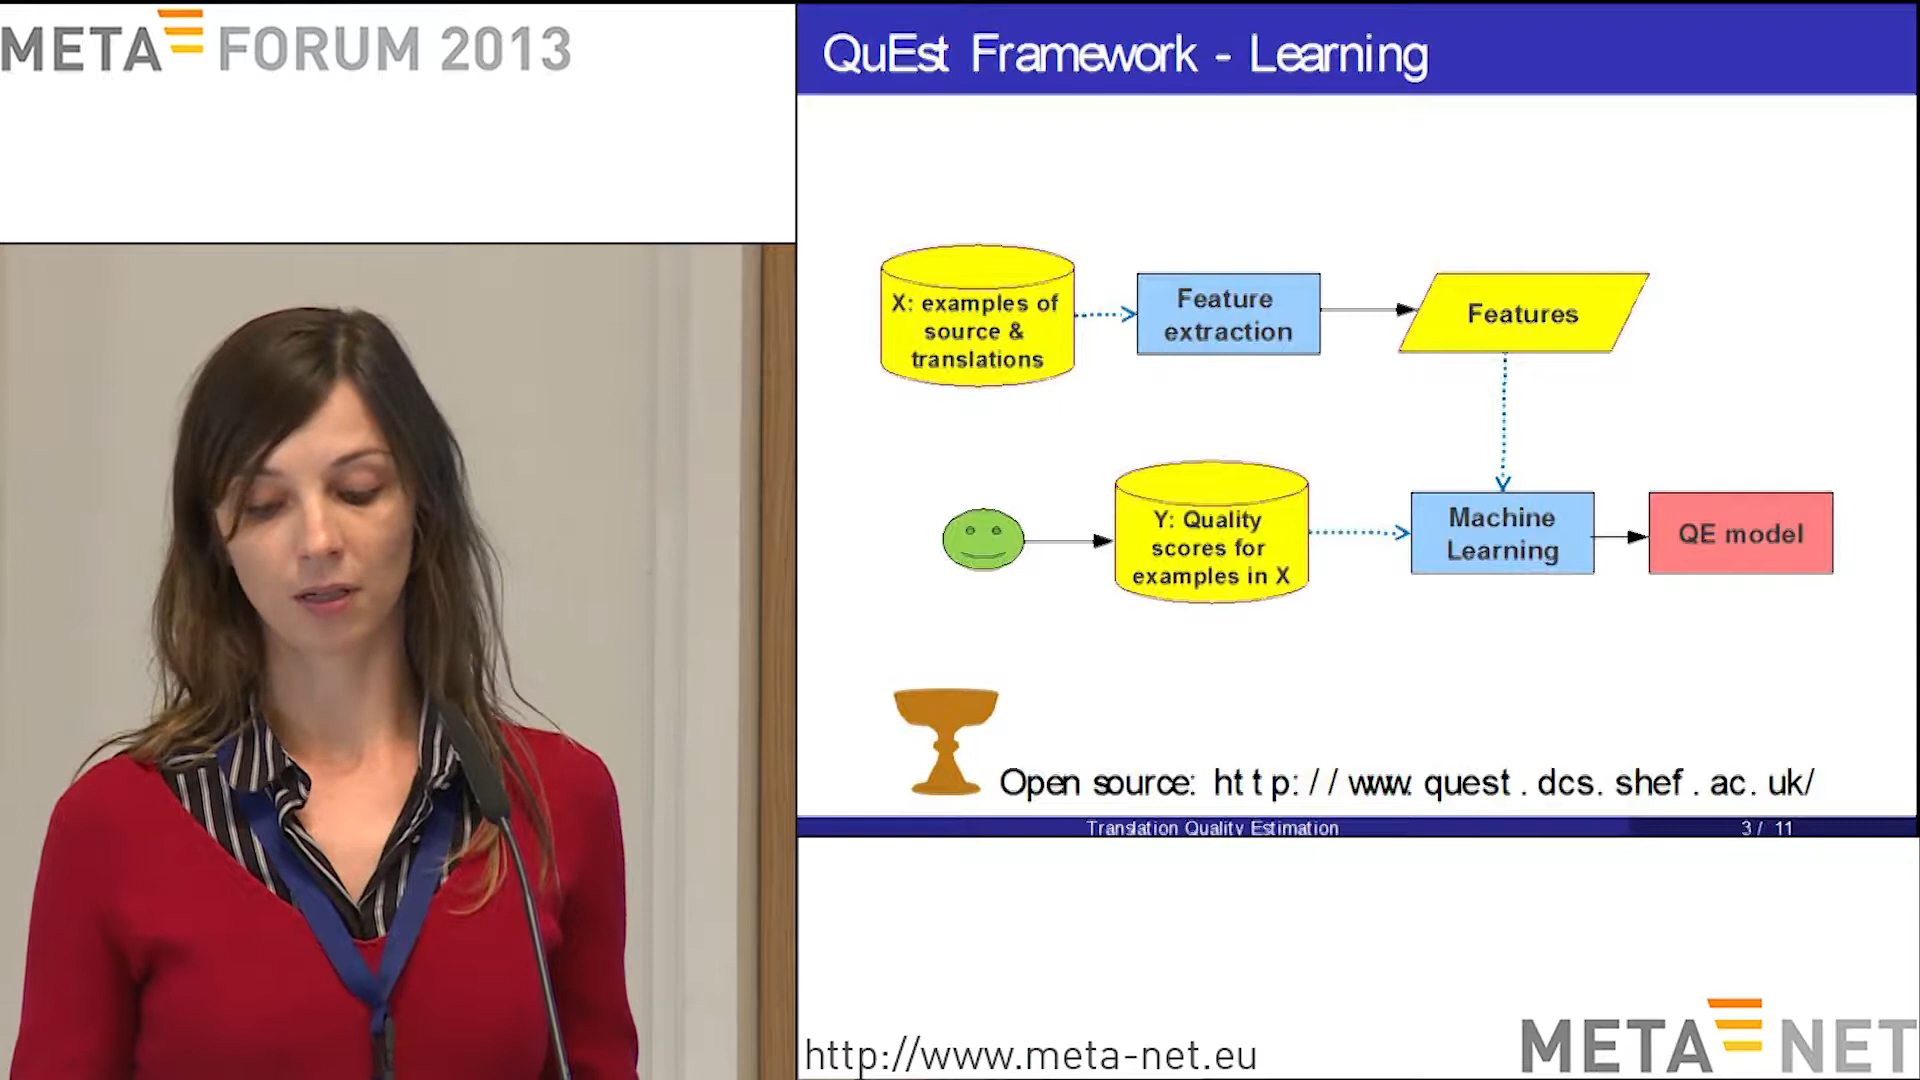 META FORUM 2013
QuEst Framework - Learning
X: examples of
source &
translations
Feature
extraction
Features
Y: Quality
scores for
examples in X
Machine
Learning
QE model
Open source: http://www.quest.dcs.shef.ac.uk/
Translation Quality Estimation
3 / 11
http://www.meta-net.eu
META NET